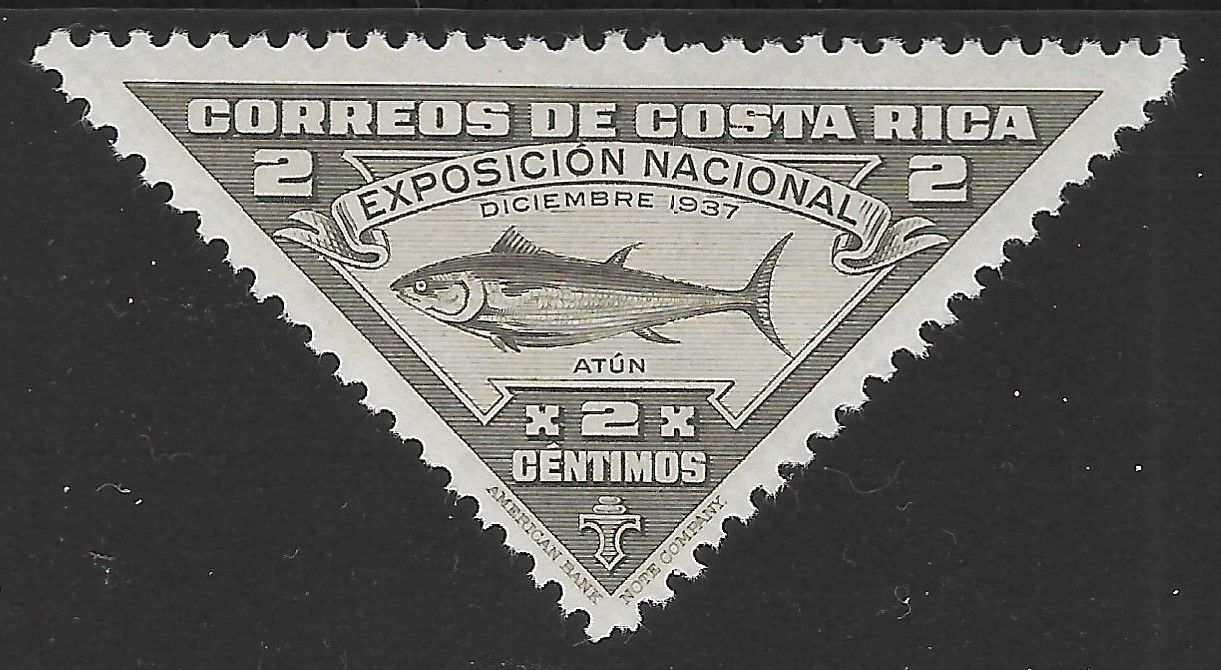 CORREOS DE COSTA RICA
2 2
EXPOSICIÓN NACIONAL
DICIEMBRE 1937
ATÚN
x 2 x
CÉNTIMOS
AMERICAN BANK NOTE COMPANY.